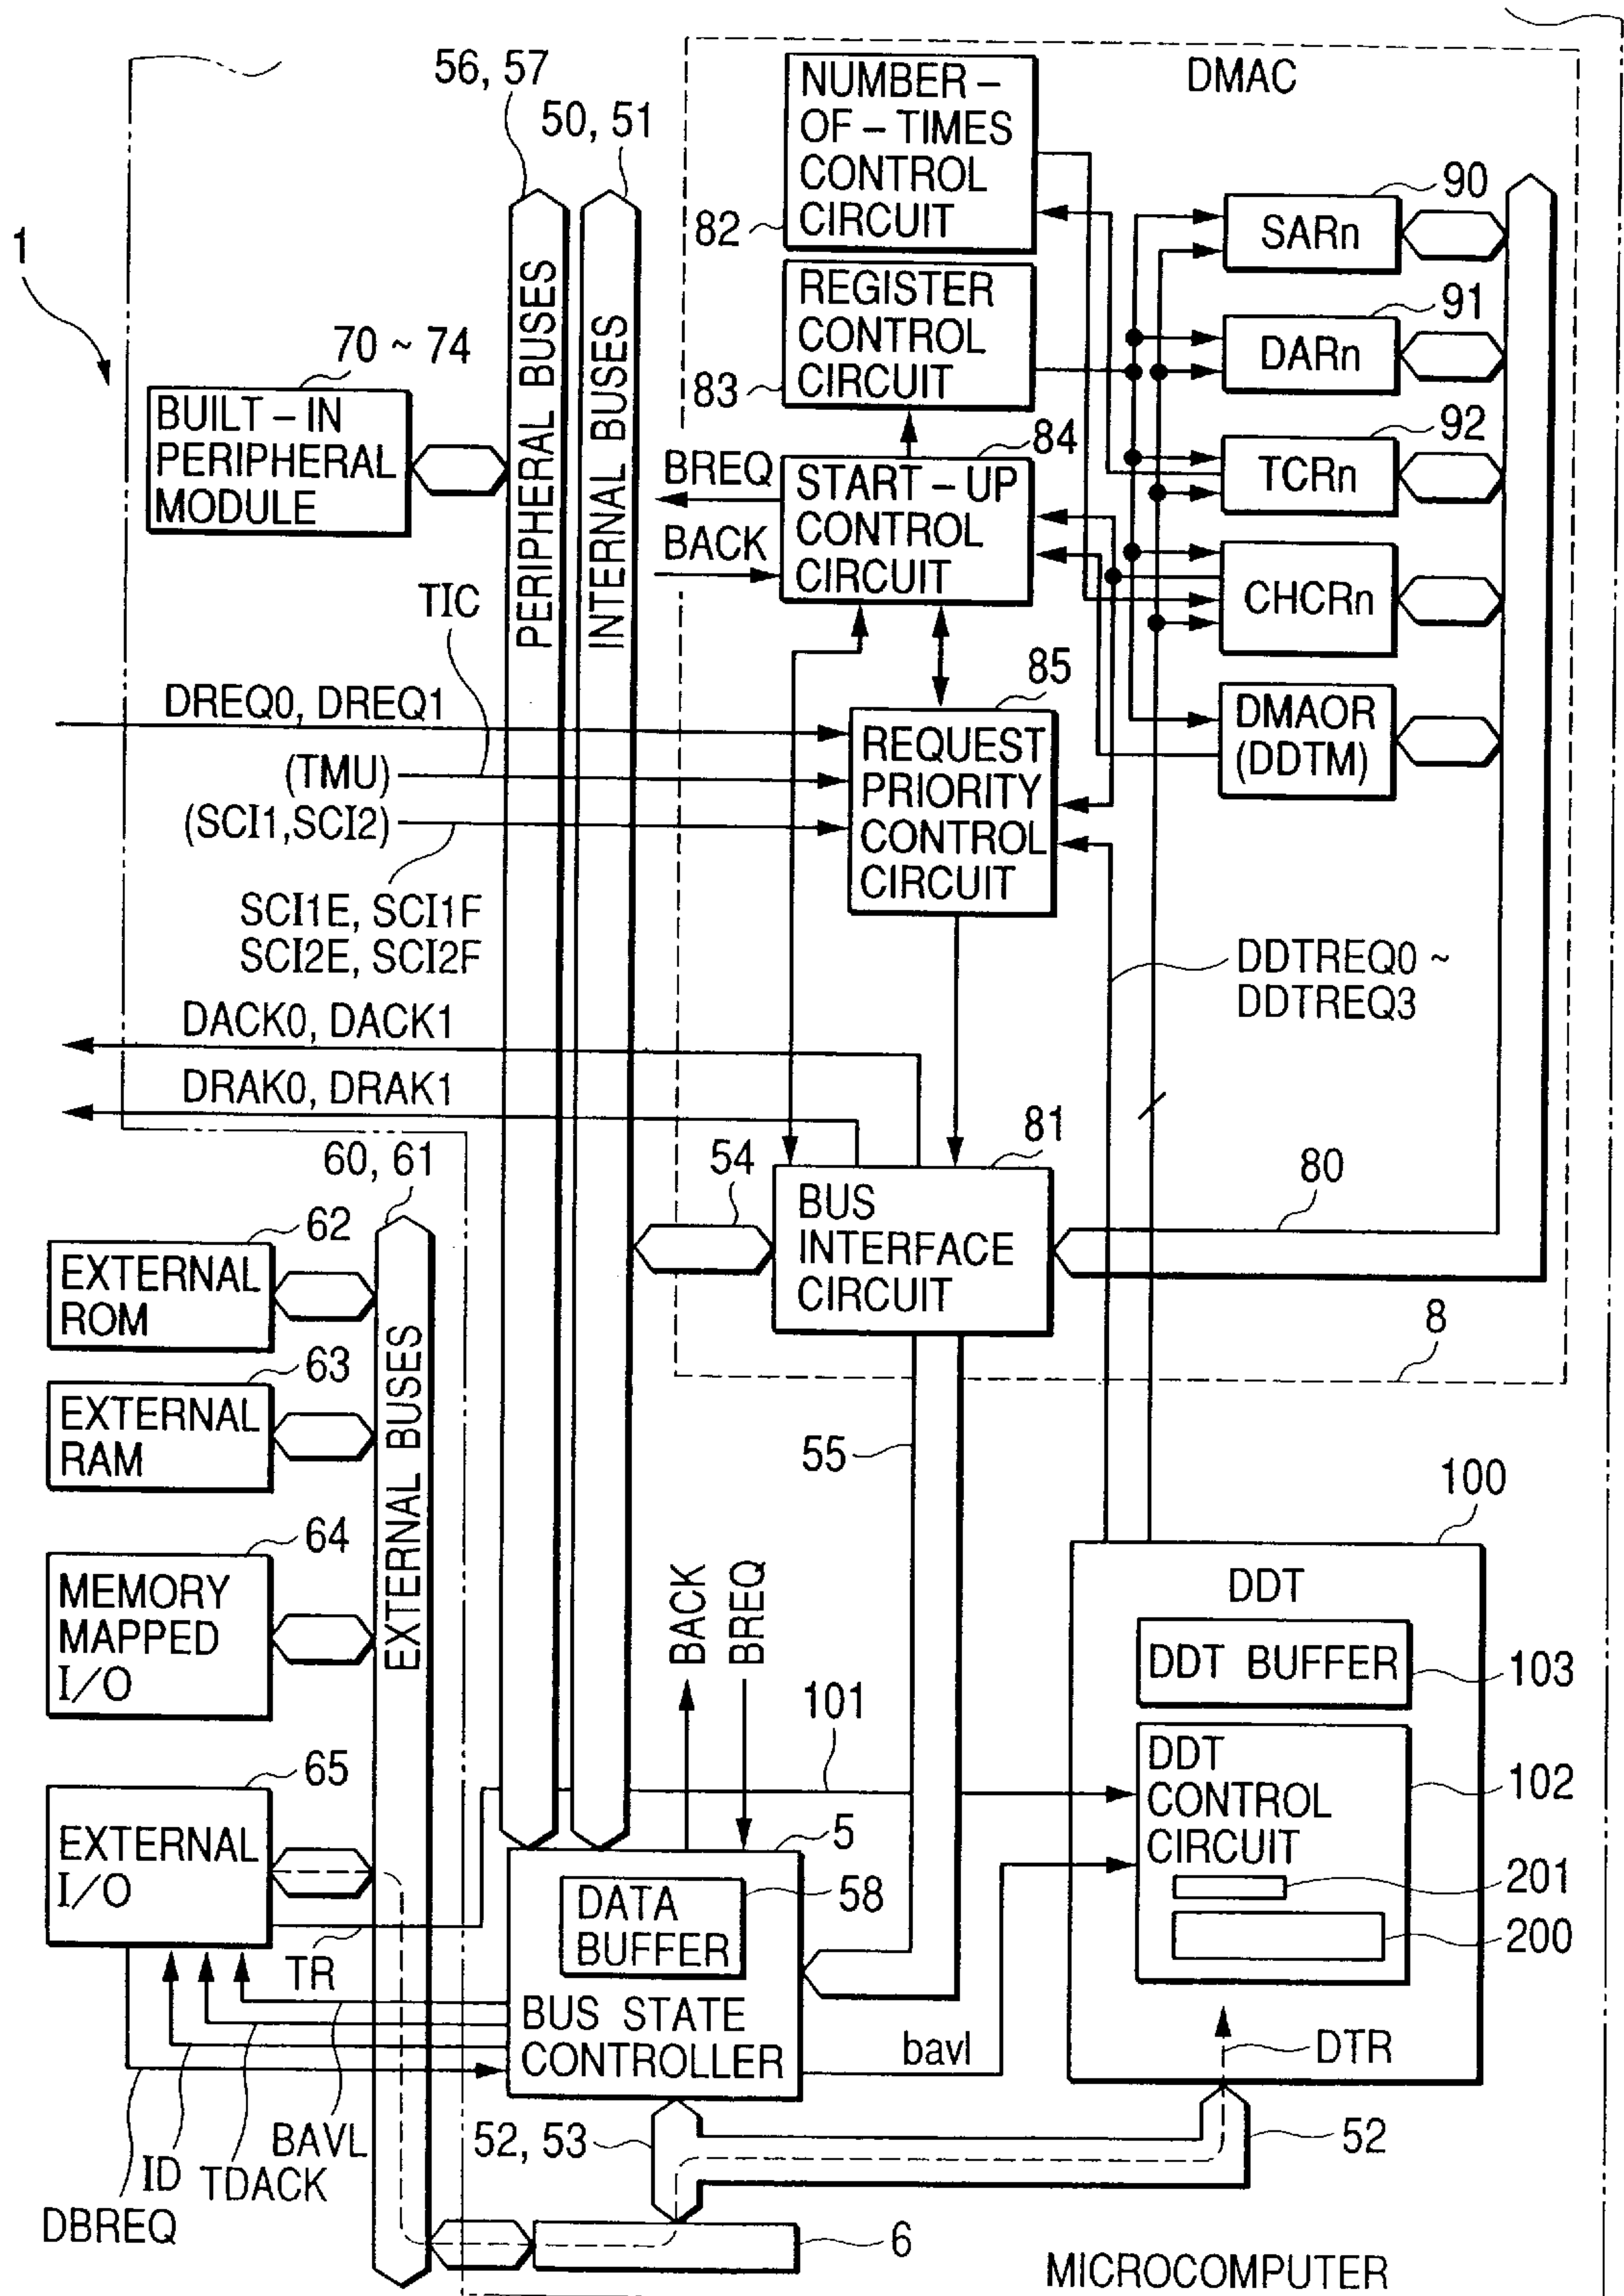 56, 57
50, 51
1
DMAC
NUMBER –
OF – TIMES
CONTROL
CIRCUIT
82
REGISTER
CONTROL
CIRCUIT
83
90
SARn
91
DARn
92
TCRn
CHCRn
DMAOR
(DDTM)
70 ~ 74
BUILT – IN
PERIPHERAL
MODULE
PERIPHERAL BUSES
INTERNAL BUSES
84
BREQ
BACK
START – UP
CONTROL
CIRCUIT
TIC
DREQ0, DREQ1
(TMU)
(SCI1,SCI2)
SCI1E, SCI1F
SCI2E, SCI2F
85
REQUEST
PRIORITY
CONTROL
CIRCUIT
DDTREQ0 ~
DDTREQ3
DACK0, DACK1
DRAK0, DRAK1
54
81
BUS
INTERFACE
CIRCUIT
80
8
60, 61
62
EXTERNAL
ROM
63
EXTERNAL
RAM
64
MEMORY
MAPPED
I/O
EXTERNAL BUSES
65
EXTERNAL
I/O
55
BACK
BREQ
101
100
DDT
DDT BUFFER
103
DDT
CONTROL
CIRCUIT
102
201
200
5
DATA
BUFFER
58
BUS STATE
CONTROLLER
TR
bavl
DTR
BAVL
ID
TDACK
DBREQ
52, 53
52
6
MICROCOMPUTER